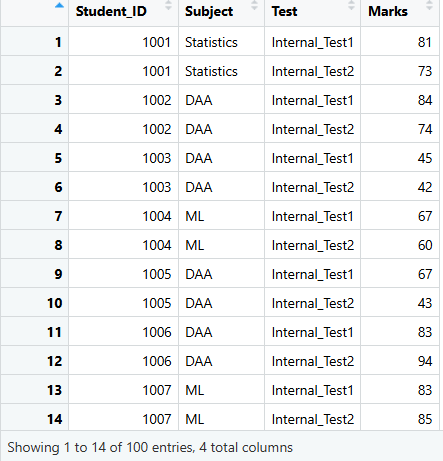 Student_ID Subject Test Marks
1 1001 Statistics Internal_Test1 81
2 1001 Statistics Internal_Test2 73
3 1002 DAA Internal_Test1 84
4 1002 DAA Internal_Test2 74
5 1003 DAA Internal_Test1 45
6 1003 DAA Internal_Test2 42
7 1004 ML Internal_Test1 67
8 1004 ML Internal_Test2 60
9 1005 DAA Internal_Test1 67
10 1005 DAA Internal_Test2 43
11 1006 DAA Internal_Test1 83
12 1006 DAA Internal_Test2 94
13 1007 ML Internal_Test1 83
14 1007 ML Internal_Test2 85
Showing 1 to 14 of 100 entries, 4 total columns